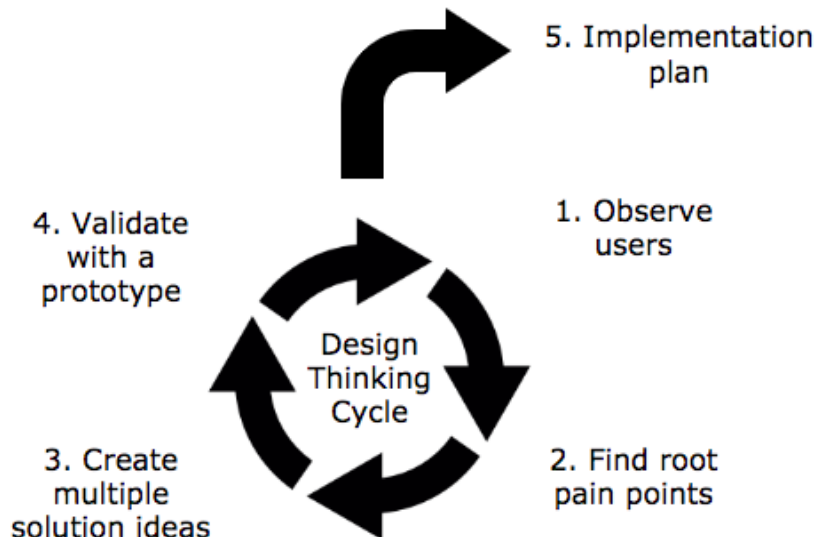 5. Implementation
plan
1. Observe
users
2. Find root
pain points
3. Create
multiple
solution ideas
4. Validate
with a
prototype
Design
Thinking
Cycle